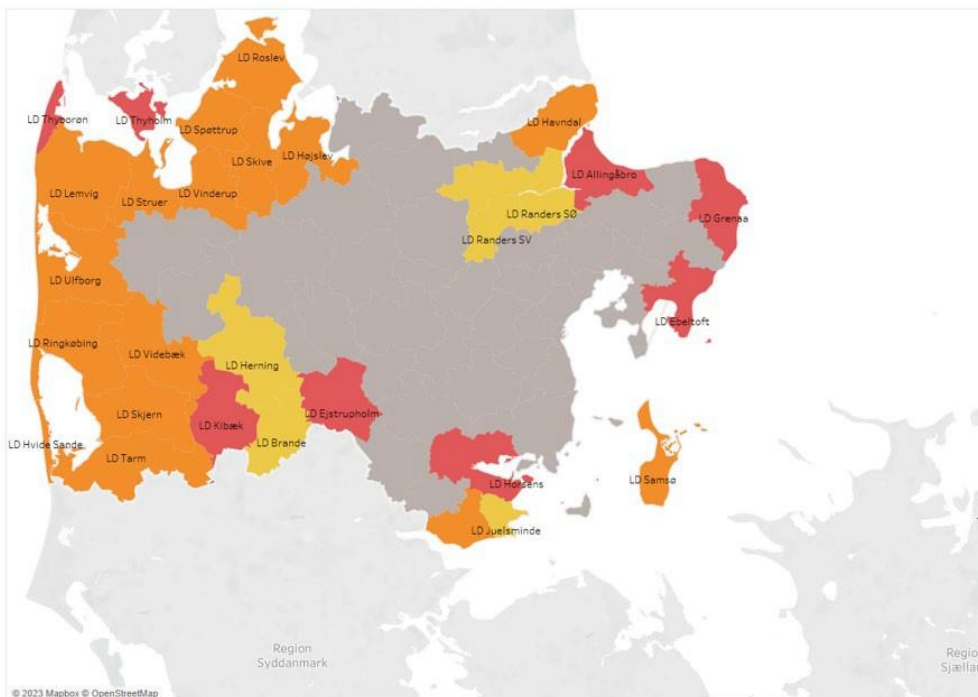 LD Roslev
LD Thyborøn
LD Thyholm
LD Spøttrup
LD Havndal
LD Skive
LD Højslev
LD Allingåbro
LD Lemvig
LD Vinderup
LD Struer
LD Randers SØ
LD Grenaa
LD Randers SV
LD Ulfborg
LD Ebeltoft
LD Ringkøbing
LD Videbæk
LD Herning
LD Skjern
LD Ejstrupholm
LD Kibæk
LD Hvide Sande
LD Brande
LD Tarm
LD Samsø
LD Horsens
LD Juelsminde
Region
Syddanmark
Region
© 2023 Mapbox © OpenStreetMap